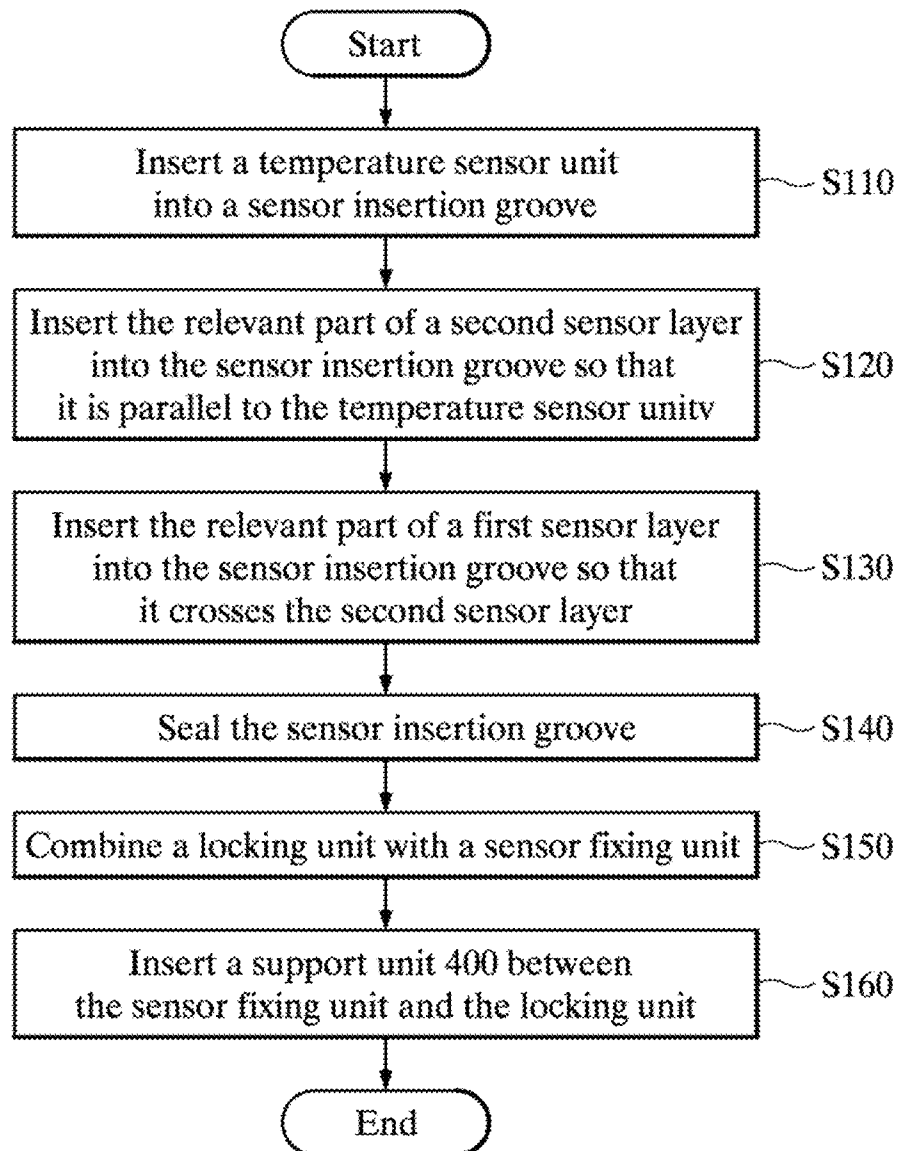 Start
Insert a temperature sensor unit
into a sensor insertion groove
S110
Insert the relevant part of a second sensor layer
into the sensor insertion groove so that
it is parallel to the temperature sensor unitv
S120
Insert the relevant part of a first sensor layer
into the sensor insertion groove so that
it crosses the second sensor layer
S130
Seal the sensor insertion groove
S140
Combine a locking unit with a sensor fixing unit
S150
Insert a support unit 400 between
the sensor fixing unit and the locking unit
S160
End